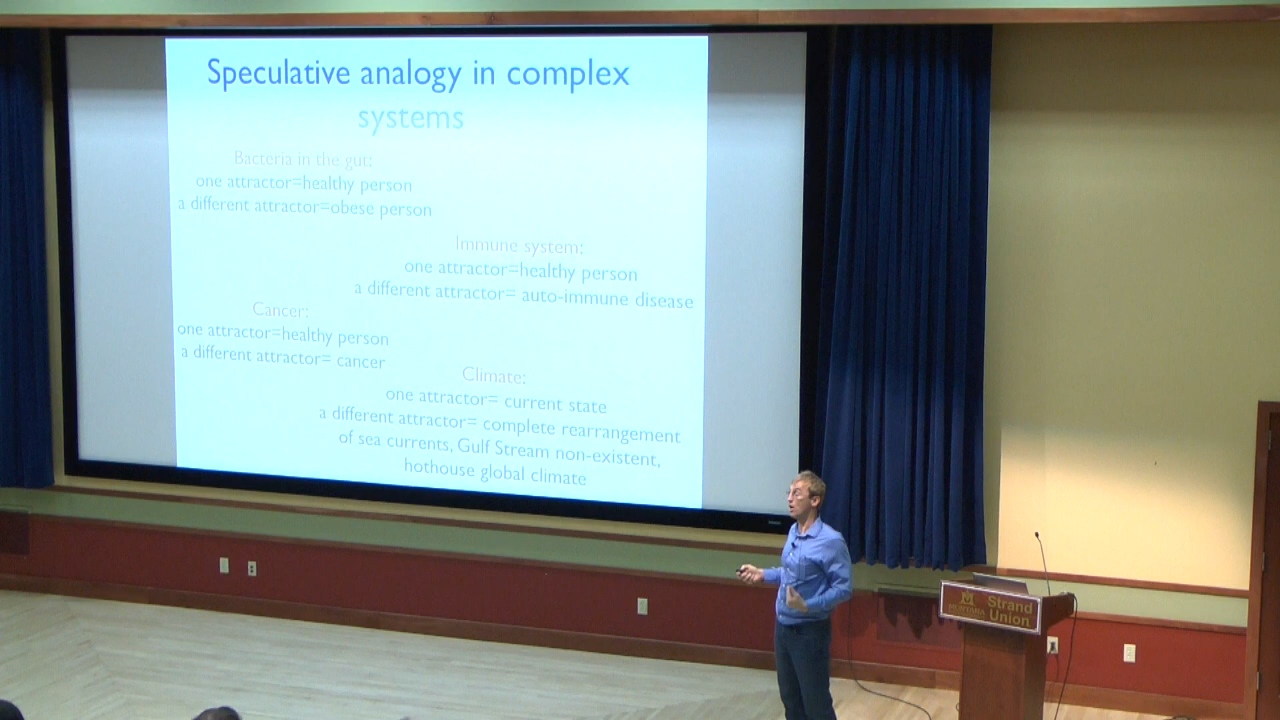 Speculative analogy in complex
systems
Bacteria in the gut:
one attractor=healthy person
a different attractor=obese person
Immune system:
one attractor=healthy person
a different attractor= auto-immune disease
Cancer:
one attractor=healthy person
a different attractor= cancer
Climate:
one attractor= current state
a different attractor= complete rearrangement
of sea currents, Gulf Stream non-existent,
hothouse global climate
M
MONTANA
Strand
Union